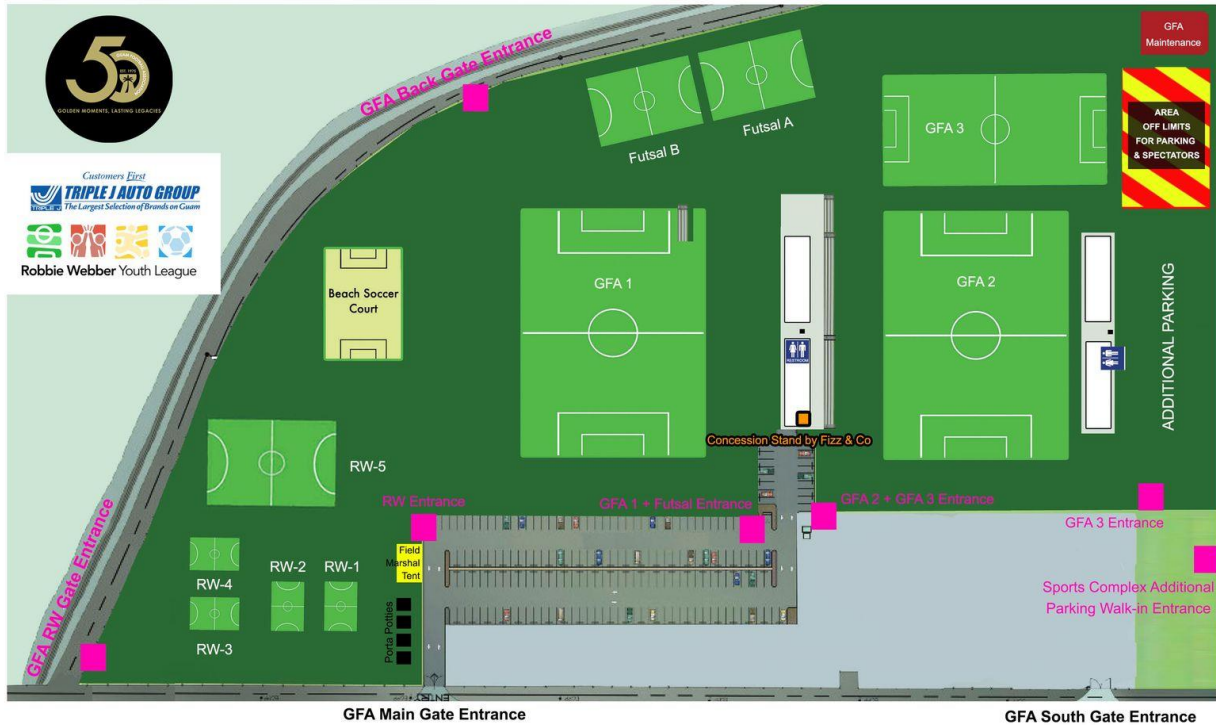 50
GOLDEN MOMENTS, LASTING LEGACIES
Customers First
TRIPLE J AUTO GROUP
TRIPLE J
The Largest Selection of Brands on Guam
Robbie Webber Youth League
GFA Back Gate Entrance
Futsal B
Futsal A
GFA 3
GFA
Maintenance
AREA
OFF LIMITS
FOR PARKING
& SPECTATORS
Beach Soccer
Court
GFA 1
RESTROOM
GFA 2
ADDITIONAL PARKING
Concession Stand by Fizz & Co
RW-5
RW Entrance
GFA 1 + Futsal Entrance
GFA 2 + GFA 3 Entrance
GFA 3 Entrance
GFA RW Gate Entrance
Field
Marshal
Tent
RW-4
RW-2
RW-1
RW-3
Porta Potties
Sports Complex Additional
Parking Walk-in Entrance
GFA Main Gate Entrance
GFA South Gate Entrance